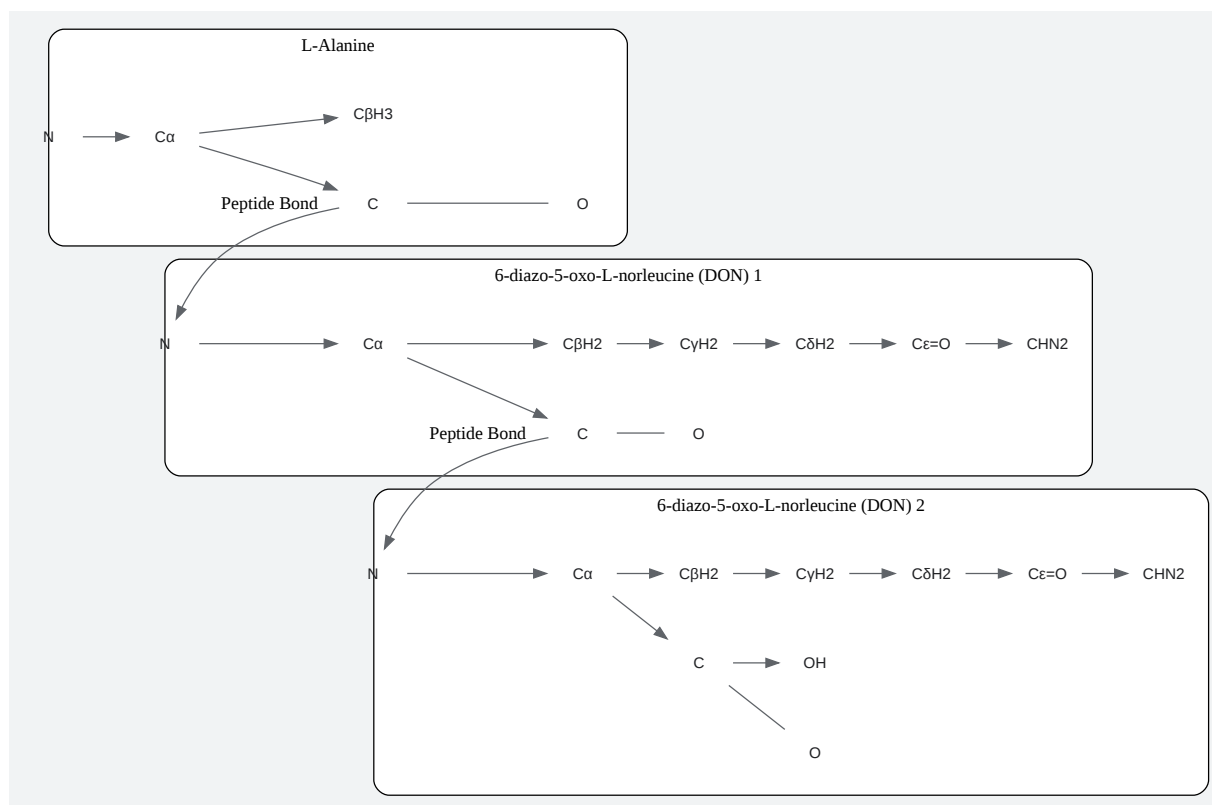 L-Alanine
CβH3
N
Cα
Peptide Bond
C
O
6-diazo-5-oxo-L-norleucine (DON) 1
N
Cα
CβH2
CγH2
CδH2
Cε=O
CHN2
Peptide Bond
C
O
6-diazo-5-oxo-L-norleucine (DON) 2
N
Cα
CβH2
CγH2
CδH2
Cε=O
CHN2
C
OH
O